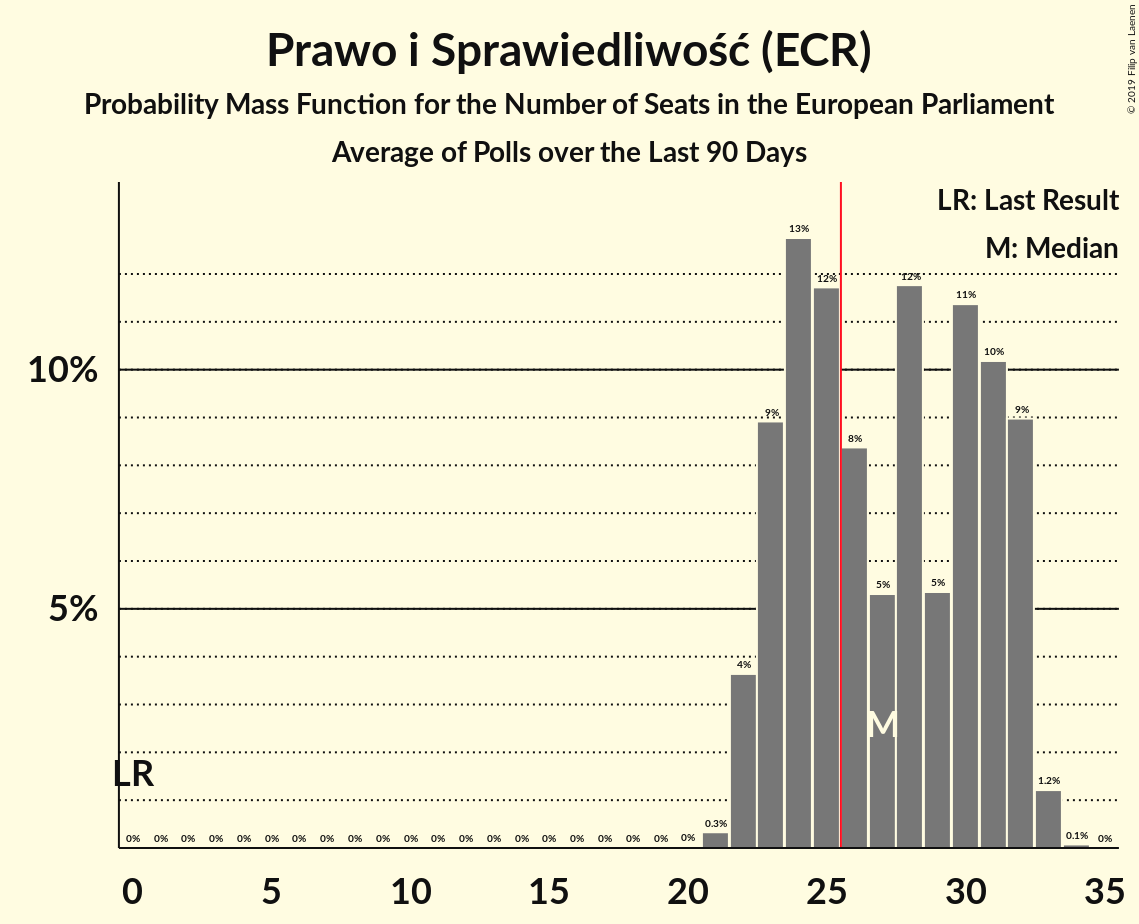 Prawo i Sprawiedliwość (ECR)
Probability Mass Function for the Number of Seats in the European Parliament
Average of Polls over the Last 90 Days
© 2019 Filip van Laenen
LR: Last Result
M: Median
13%
12%
12%
11%
10%
10%
9%
9%
8%
5%
5%
5%
4%
M
LR
1.2%
0.3%
0.1%
0% 0% 0% 0% 0% 0% 0% 0% 0% 0% 0% 0% 0% 0% 0% 0% 0% 0% 0% 0% 0% 0%
0 5 10 15 20 25 30 35